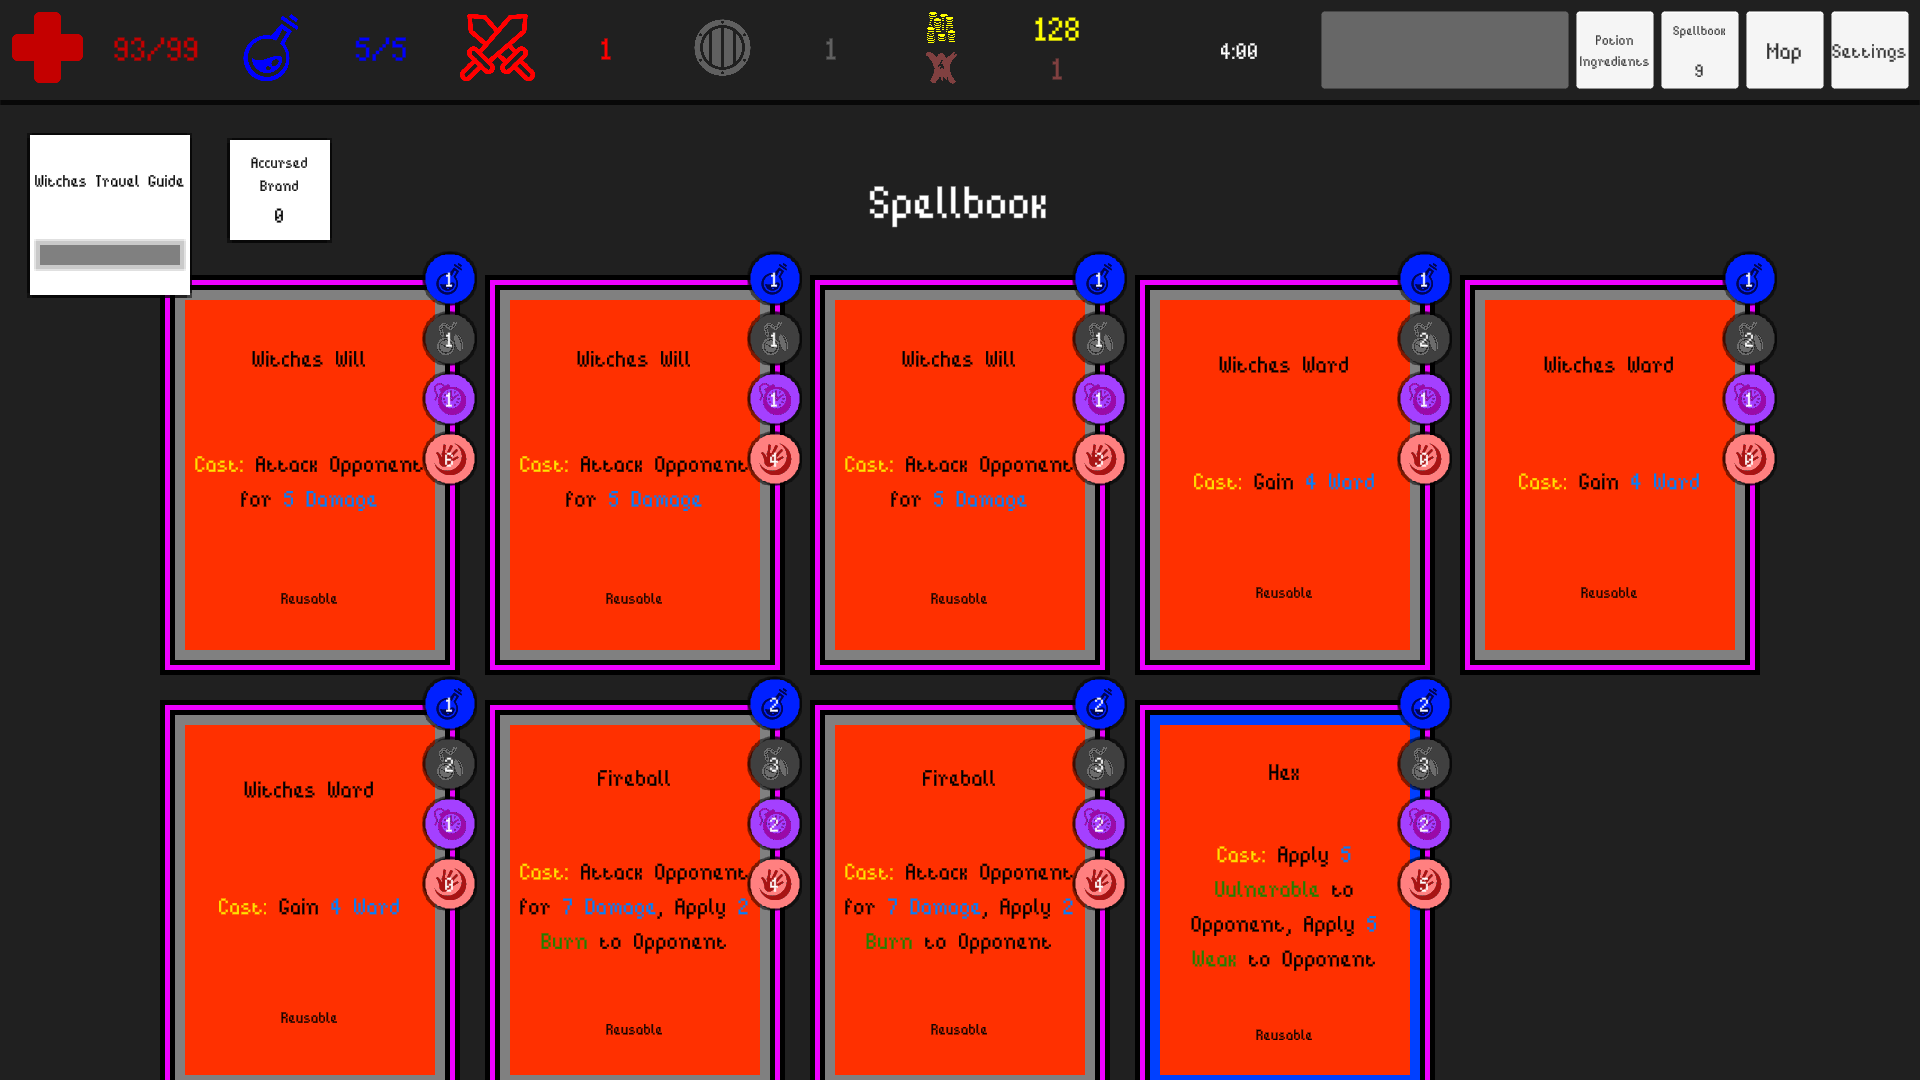 93/99
5/5
1
1
128
1
4:00
Potion
Ingredients
Spellbook
9
Map
Settings
Witches Travel Guide
Accursed
Brand
0
Spellbook
1
1
1
6
Witches Will
Cast: Attack Opponent
for 5 Damage
Reusable
1
1
1
4
Witches Will
Cast: Attack Opponent
for 5 Damage
Reusable
1
1
1
3
Witches Will
Cast: Attack Opponent
for 5 Damage
Reusable
1
2
1
0
Witches Ward
Cast: Gain 4 Ward
Reusable
1
2
1
0
Witches Ward
Cast: Gain 4 Ward
Reusable
1
2
1
0
Witches Ward
Cast: Gain 4 Ward
Reusable
2
3
2
4
Fireball
Cast: Attack Opponent
for 7 Damage, Apply 2
Burn to Opponent
Reusable
2
3
2
4
Fireball
Cast: Attack Opponent
for 7 Damage, Apply 2
Burn to Opponent
Reusable
2
3
2
5
Hex
Cast: Apply 5
Vulnerable to
Opponent, Apply 5
Weak to Opponent
Reusable